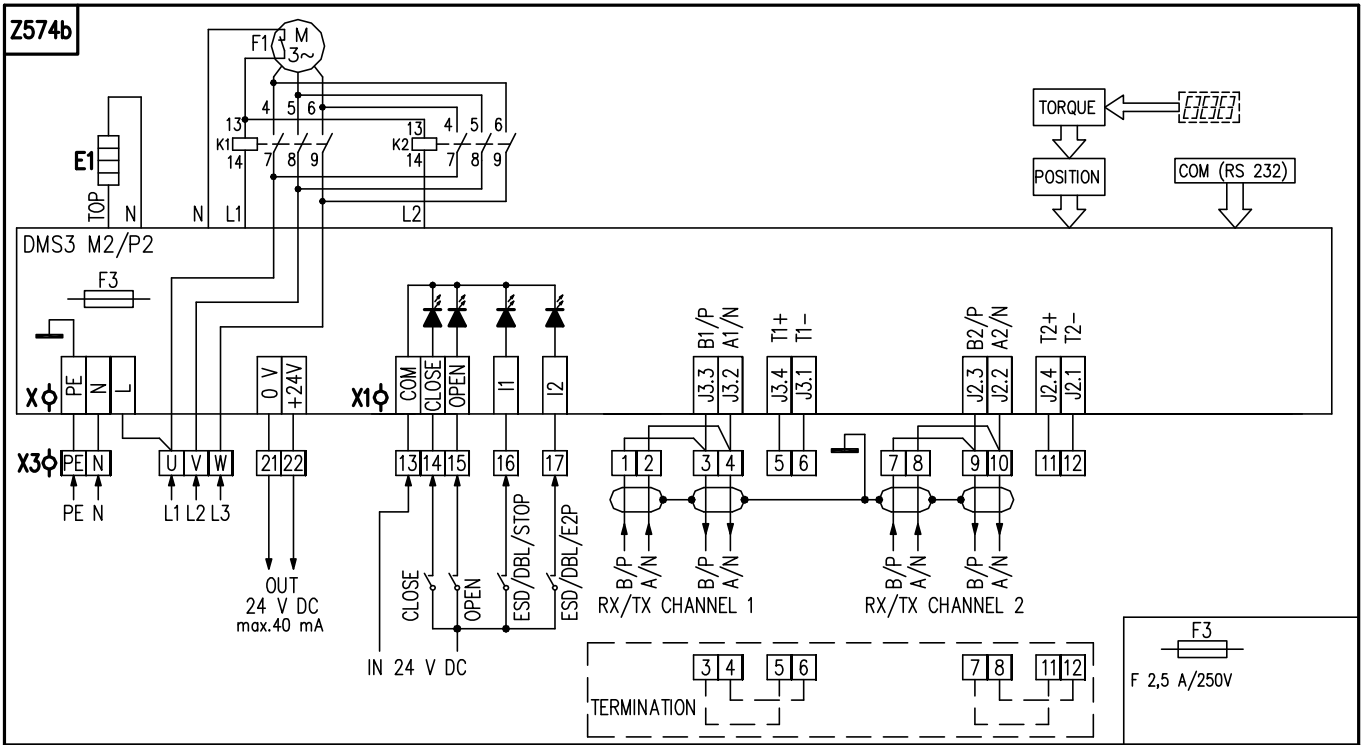 Z574b
F1 M
3~
4 5 6
13 13 4 5 6
K1 K2
14 7 8 9 14 7 8 9
E1
TOP N N L1 L2
TORQUE
POSITION
COM (RS 232)
DMS3 M2/P2
F3
X PE N L
0 V +24V
X1 COM CLOSE OPEN I1 I2
B1/P A1/N T1+ T1-
J3.3 J3.2 J3.4 J3.1
B2/P A2/N T2+ T2-
J2.3 J2.2 J2.4 J2.1
X3 PE N U V W 21 22 13 14 15 16 17 1 2 3 4 5 6 7 8 9 10 11 12
PE N L1 L2 L3
OUT
24 V DC
max.40 mA
CLOSE OPEN ESD/DBL/STOP ESD/DBL/E2P
IN 24 V DC
B/P A/N B/P A/N
RX/TX CHANNEL 1
B/P A/N B/P A/N
RX/TX CHANNEL 2
3 4 5 6 7 8 11 12
TERMINATION
F3
F 2,5 A/250V